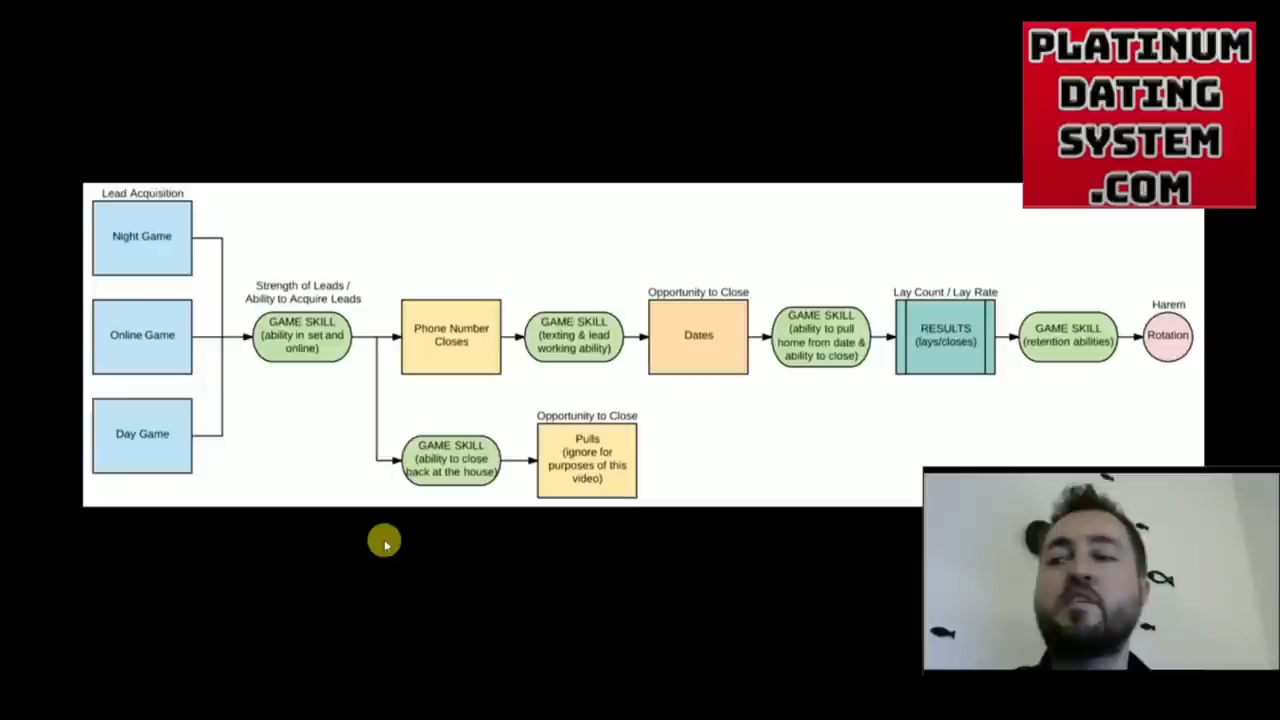 PLATINUM
DATING
SYSTEM
.COM
Lead Acquisition
Night Game
Online Game
Day Game
Strength of Leads /
Ability to Acquire Leads
GAME SKILL
(ability in set and
online)
Phone Number
Closes
GAME SKILL
(texting & lead
working ability)
Opportunity to Close
Dates
GAME SKILL
(ability to pull
home from date &
ability to close)
Lay Count / Lay Rate
RESULTS
(lays/closes)
GAME SKILL
(retention abilities)
Harem
Rotation
GAME SKILL
(ability to close
back at the house)
Opportunity to Close
Pulls
(ignore for
purposes of this
video)